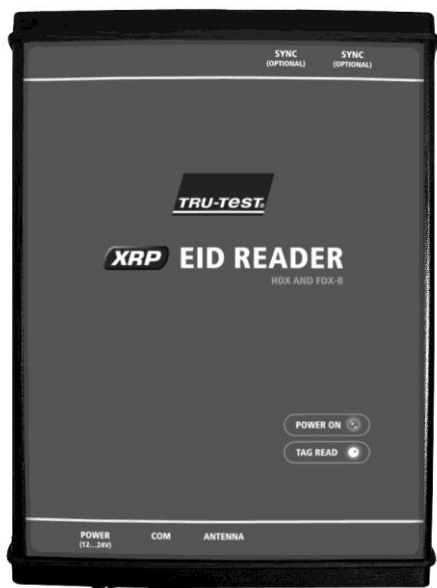 SYNC SYNC
(OPTIONAL) (OPTIONAL)
TRU-TEST®
XRP EID READER
HDX AND FDX-B
POWER ON
TAG READ
POWER COM ANTENNA
(12...24V)